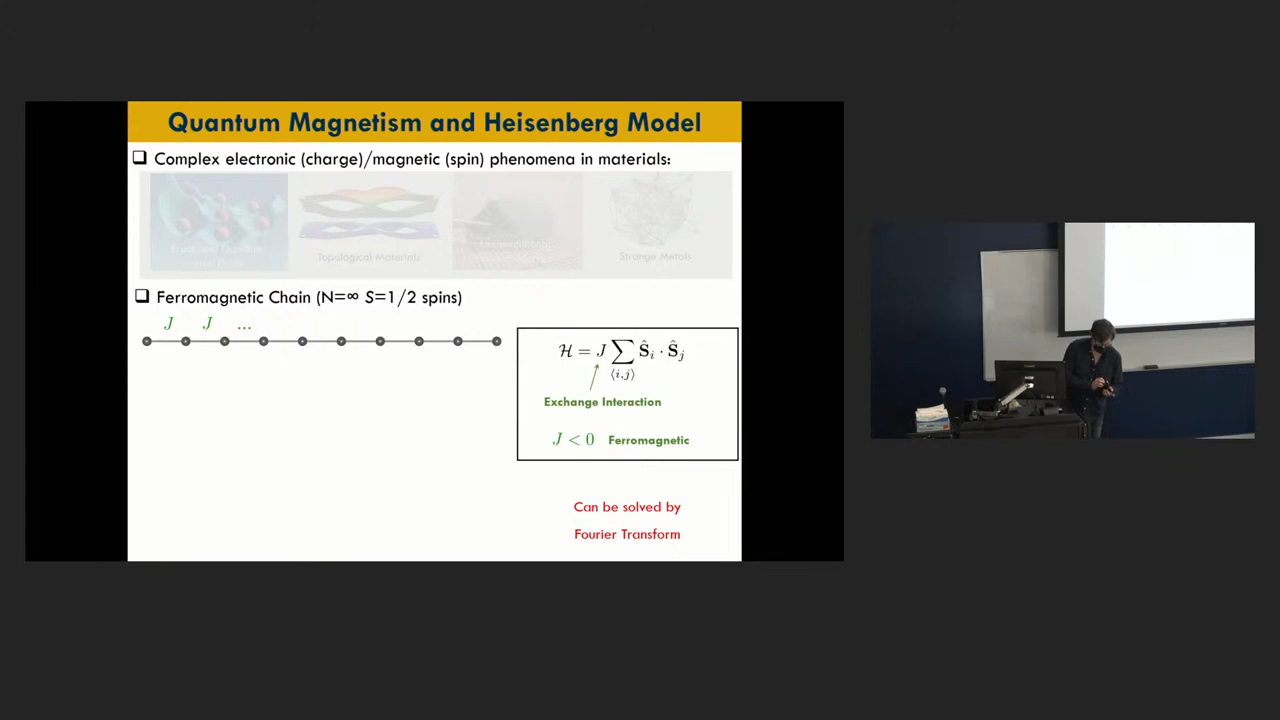 Quantum Magnetism and Heisenberg Model
❑ Complex electronic (charge)/magnetic (spin) phenomena in materials:
Topological Materials
Strange Metals
❑ Ferromagnetic Chain (N=∞ S=1/2 spins)
J J ...
ℋ = J ∑ Ŝᵢ · Ŝⱼ
⟨i,j⟩
Exchange Interaction
J < 0 Ferromagnetic
Can be solved by
Fourier Transform